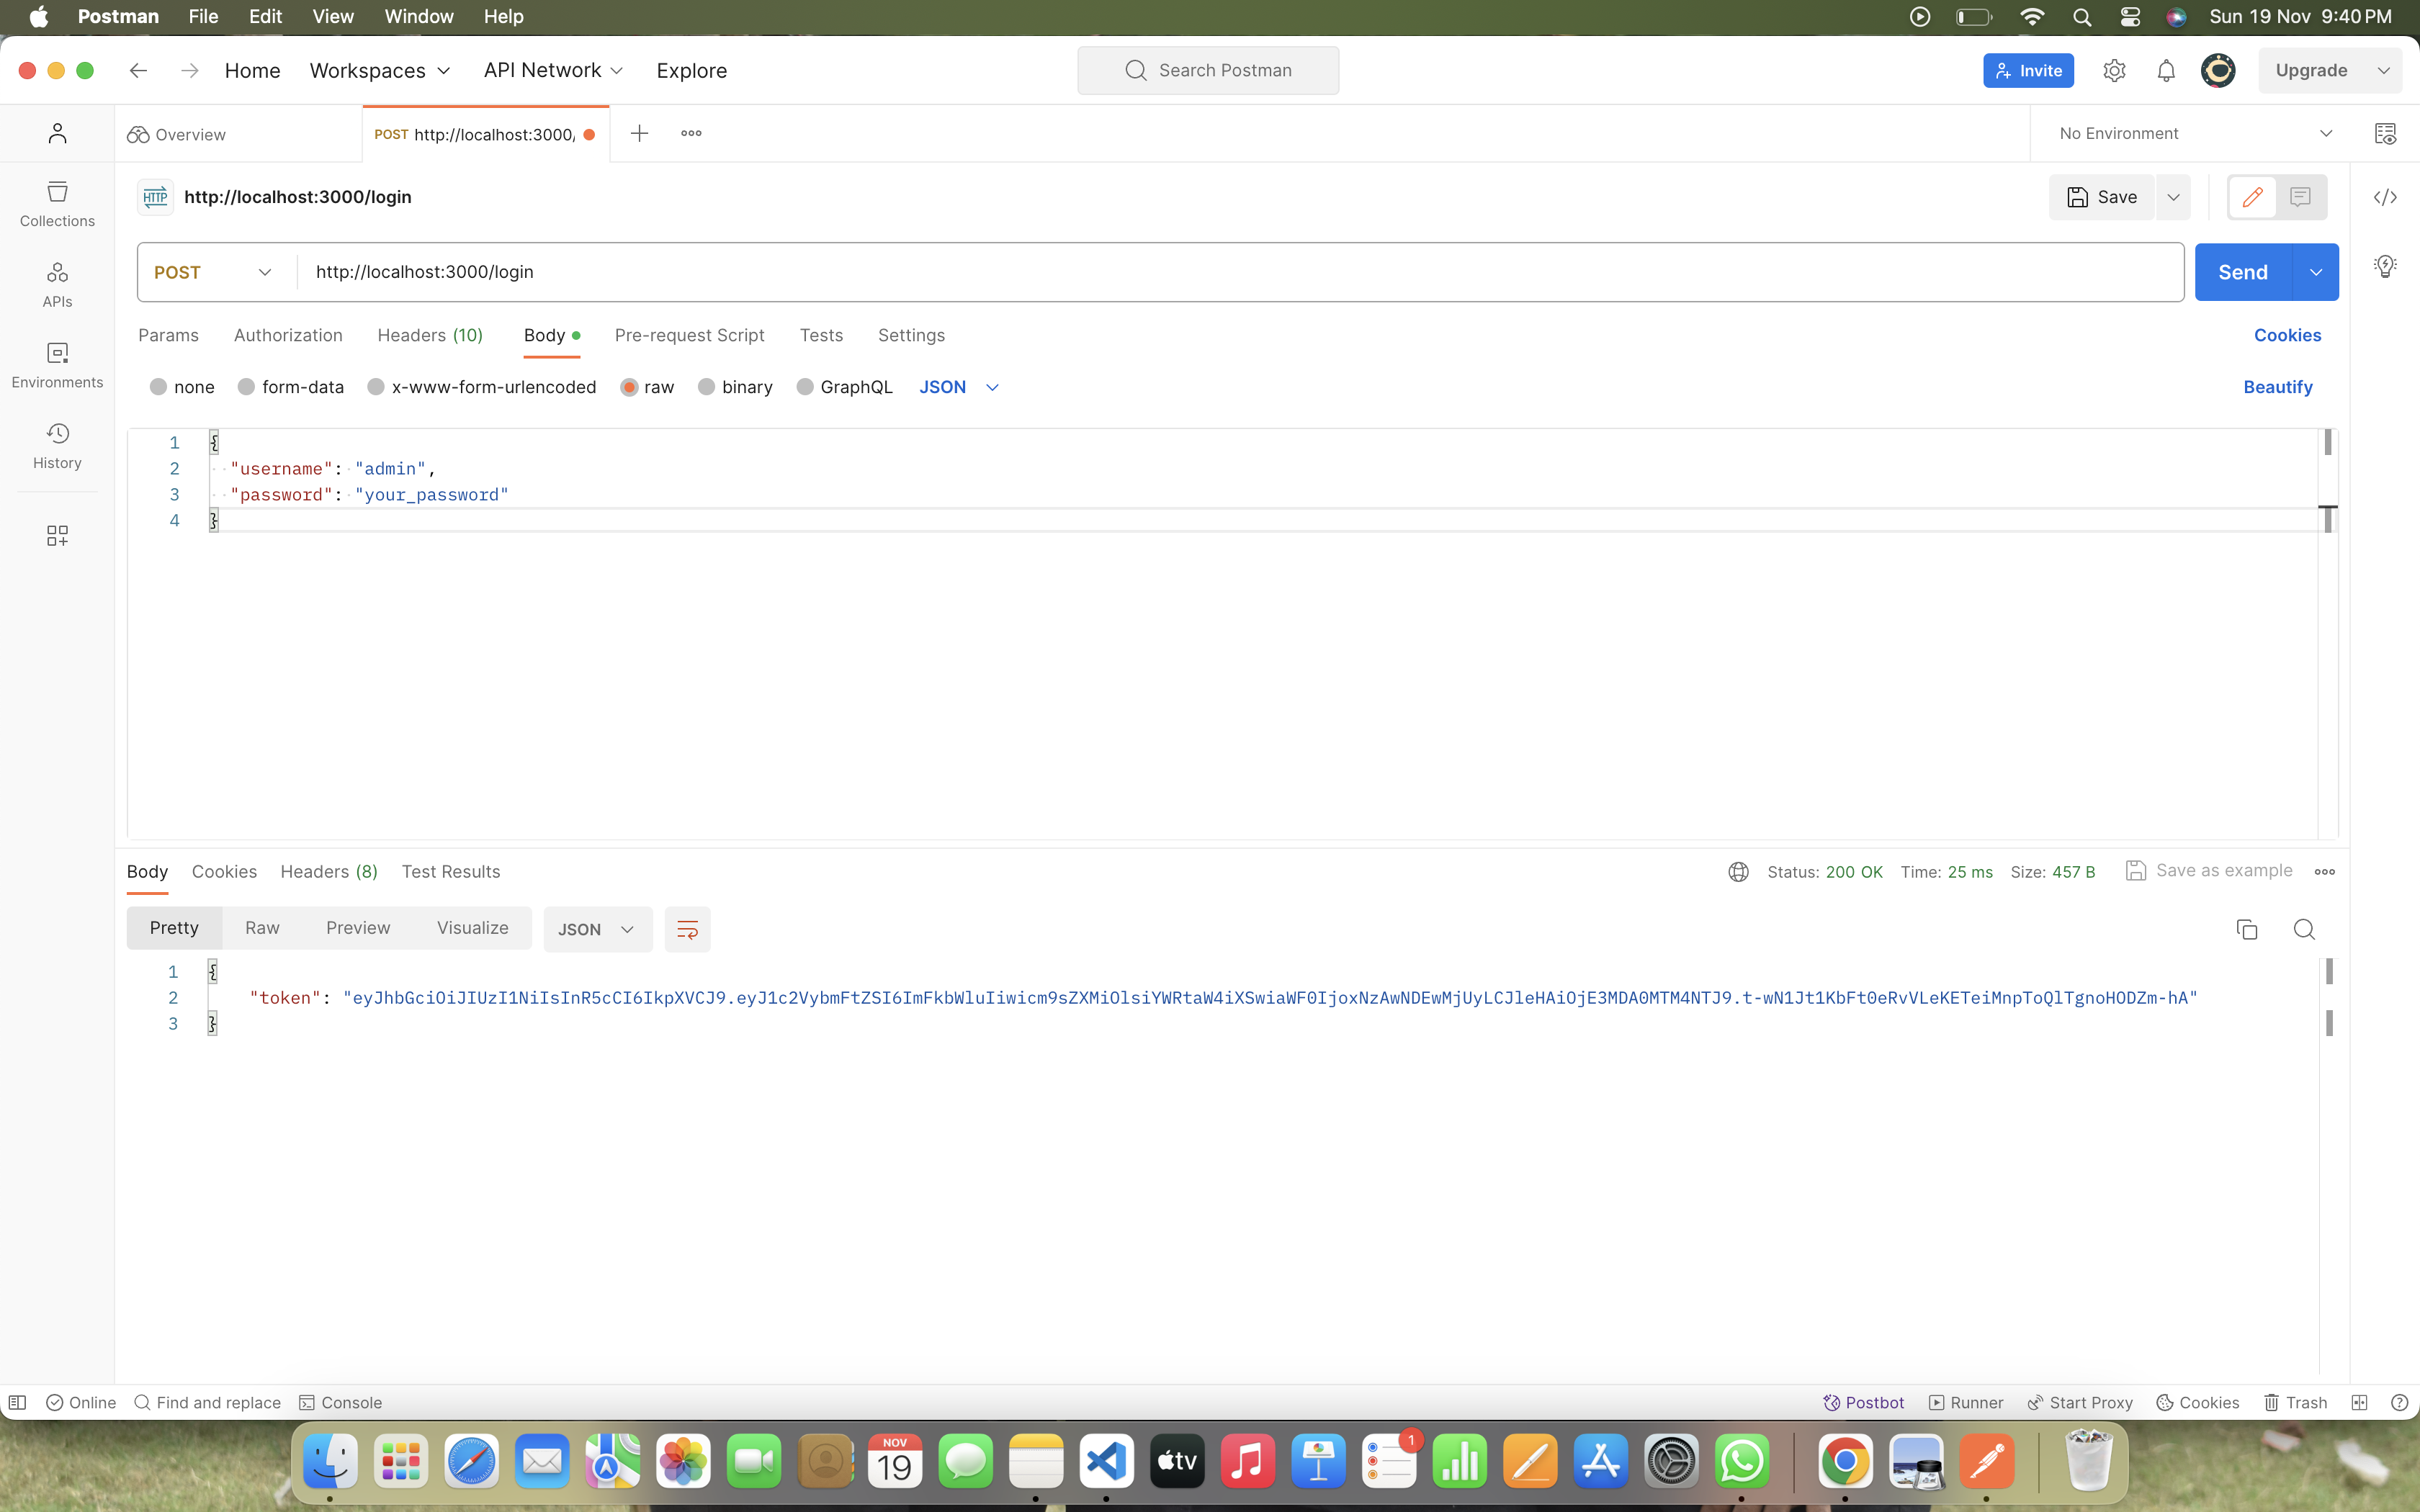 Postman File Edit View Window Help Sun 19 Nov 9:40 PM
Home Workspaces API Network Explore Search Postman Invite Upgrade
Overview POST http://localhost:3000/ No Environment
HTTP http://localhost:3000/login Save
POST http://localhost:3000/login Send
Params Authorization Headers (10) Body Pre-request Script Tests Settings Cookies
none form-data x-www-form-urlencoded raw binary GraphQL JSON Beautify
Collections
APIs
Environments
History
1 {
2 "username": "admin",
3 "password": "your_password"
4 }
Body Cookies Headers (8) Test Results Status: 200 OK Time: 25 ms Size: 457 B Save as example
Pretty Raw Preview Visualize JSON
1 {
2 "token": "eyJhbGciOiJIUzI1NiIsInR5cCI6IkpXVCJ9.eyJ1c2VybmFtZSI6ImFkbWluIiwicm9sZXMiOlsiYWRtaW4iXSwiaWF0IjoxNzAwNDEwMjUyLCJleHAiOjE3MDA0MTM4NTJ9.t-wN1Jt1KbFt0eRvVLeKETeiMnpToQlTgnoHODZm-hA"
3 }
Online Find and replace Console Postbot Runner Start Proxy Cookies Trash
NOV
19
tv
1